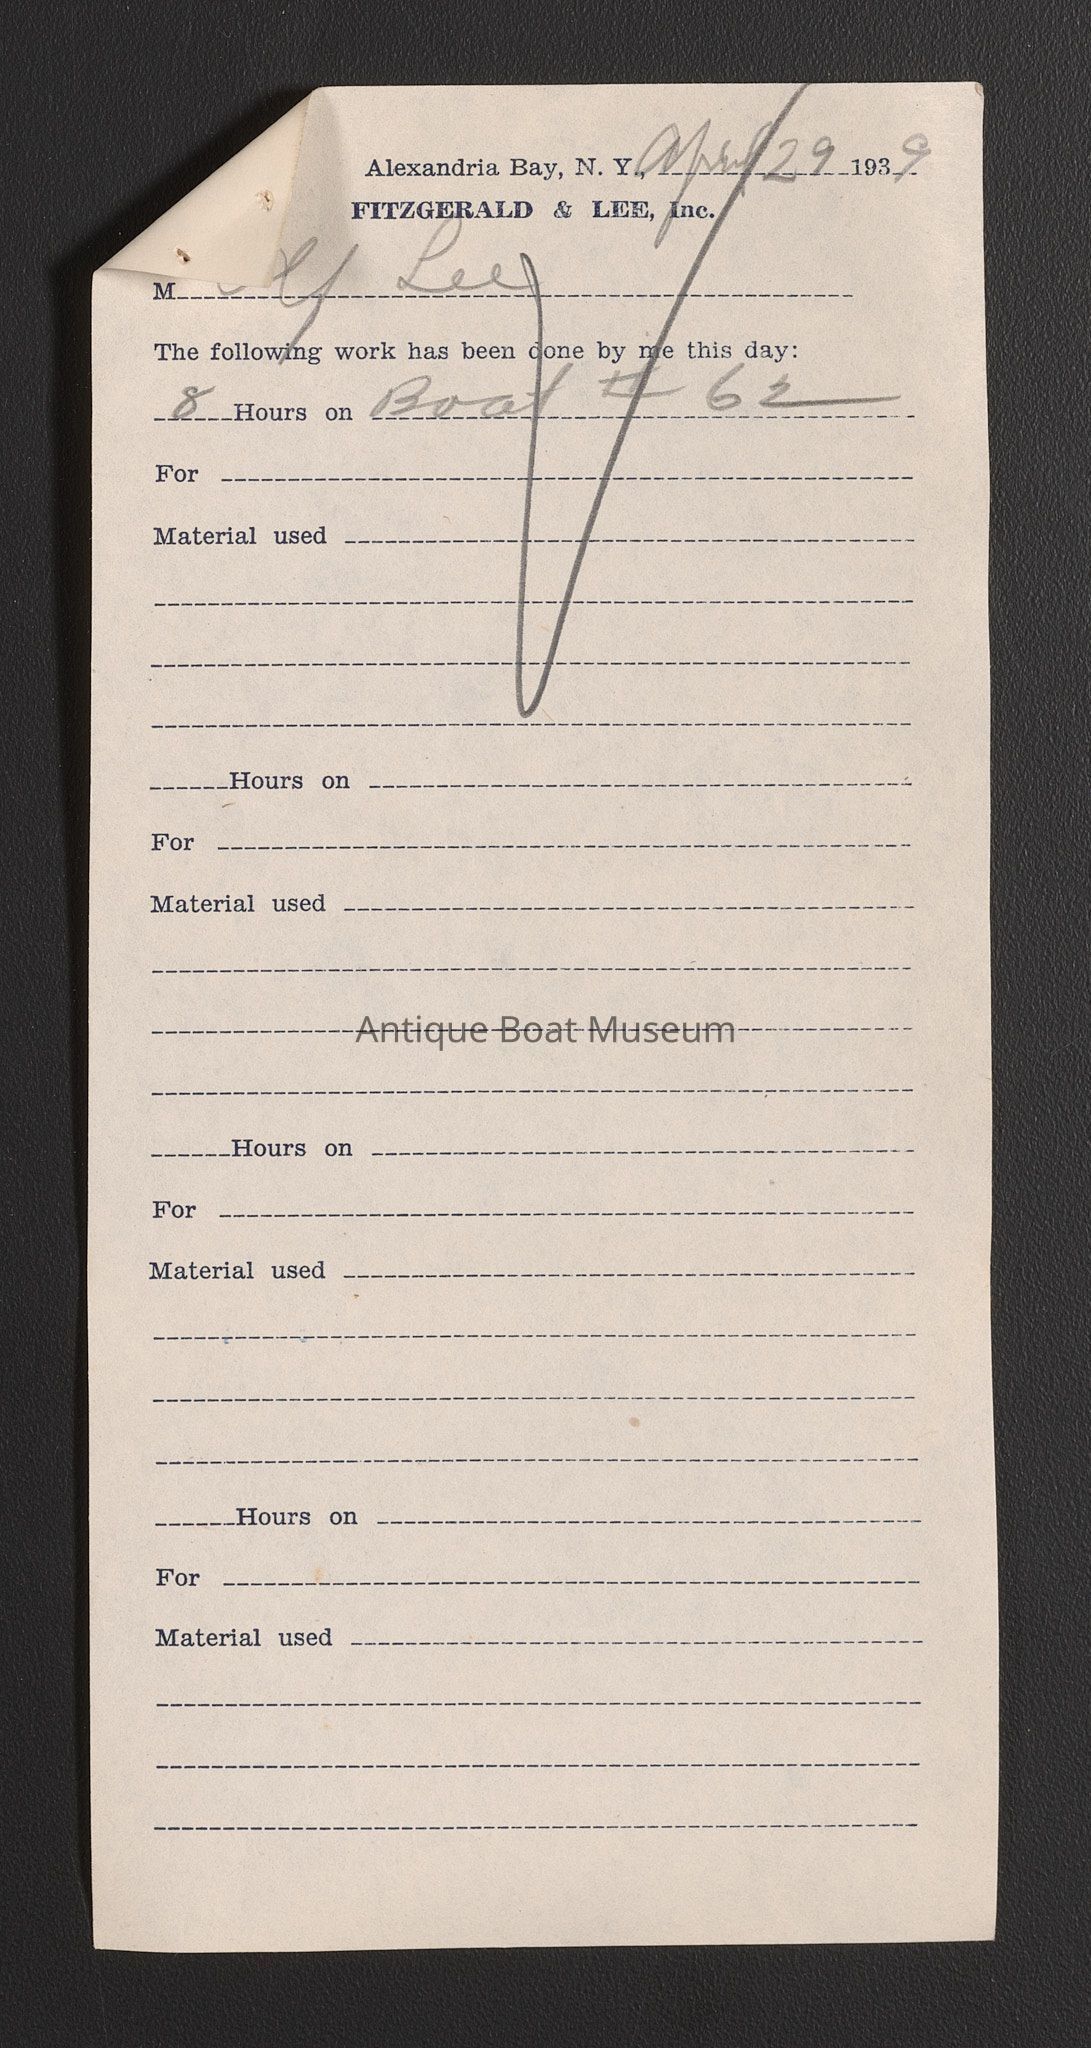 Alexandria Bay, N. Y., April 29 1939
FITZGERALD & LEE, Inc.
M Lee
The following work has been done by me this day:
8 Hours on Boat # 62
For
Material used
Hours on
For
Material used
Antique Boat Museum
Hours on
For
Material used
Hours on
For
Material used